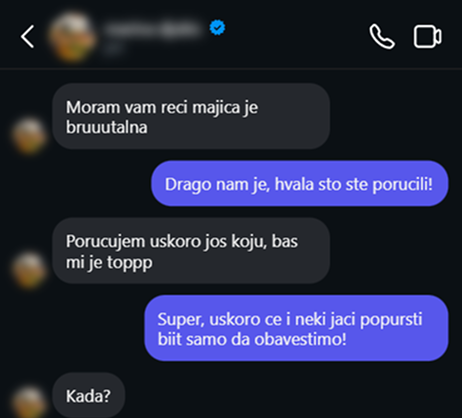 Moram vam reci majica je
bruuutalna
Drago nam je, hvala sto ste porucili!
Porucujem uskoro jos koju, bas
mi je toppp
Super, uskoro ce i neki jaci popursti
biit samo da obavestimo!
Kada?